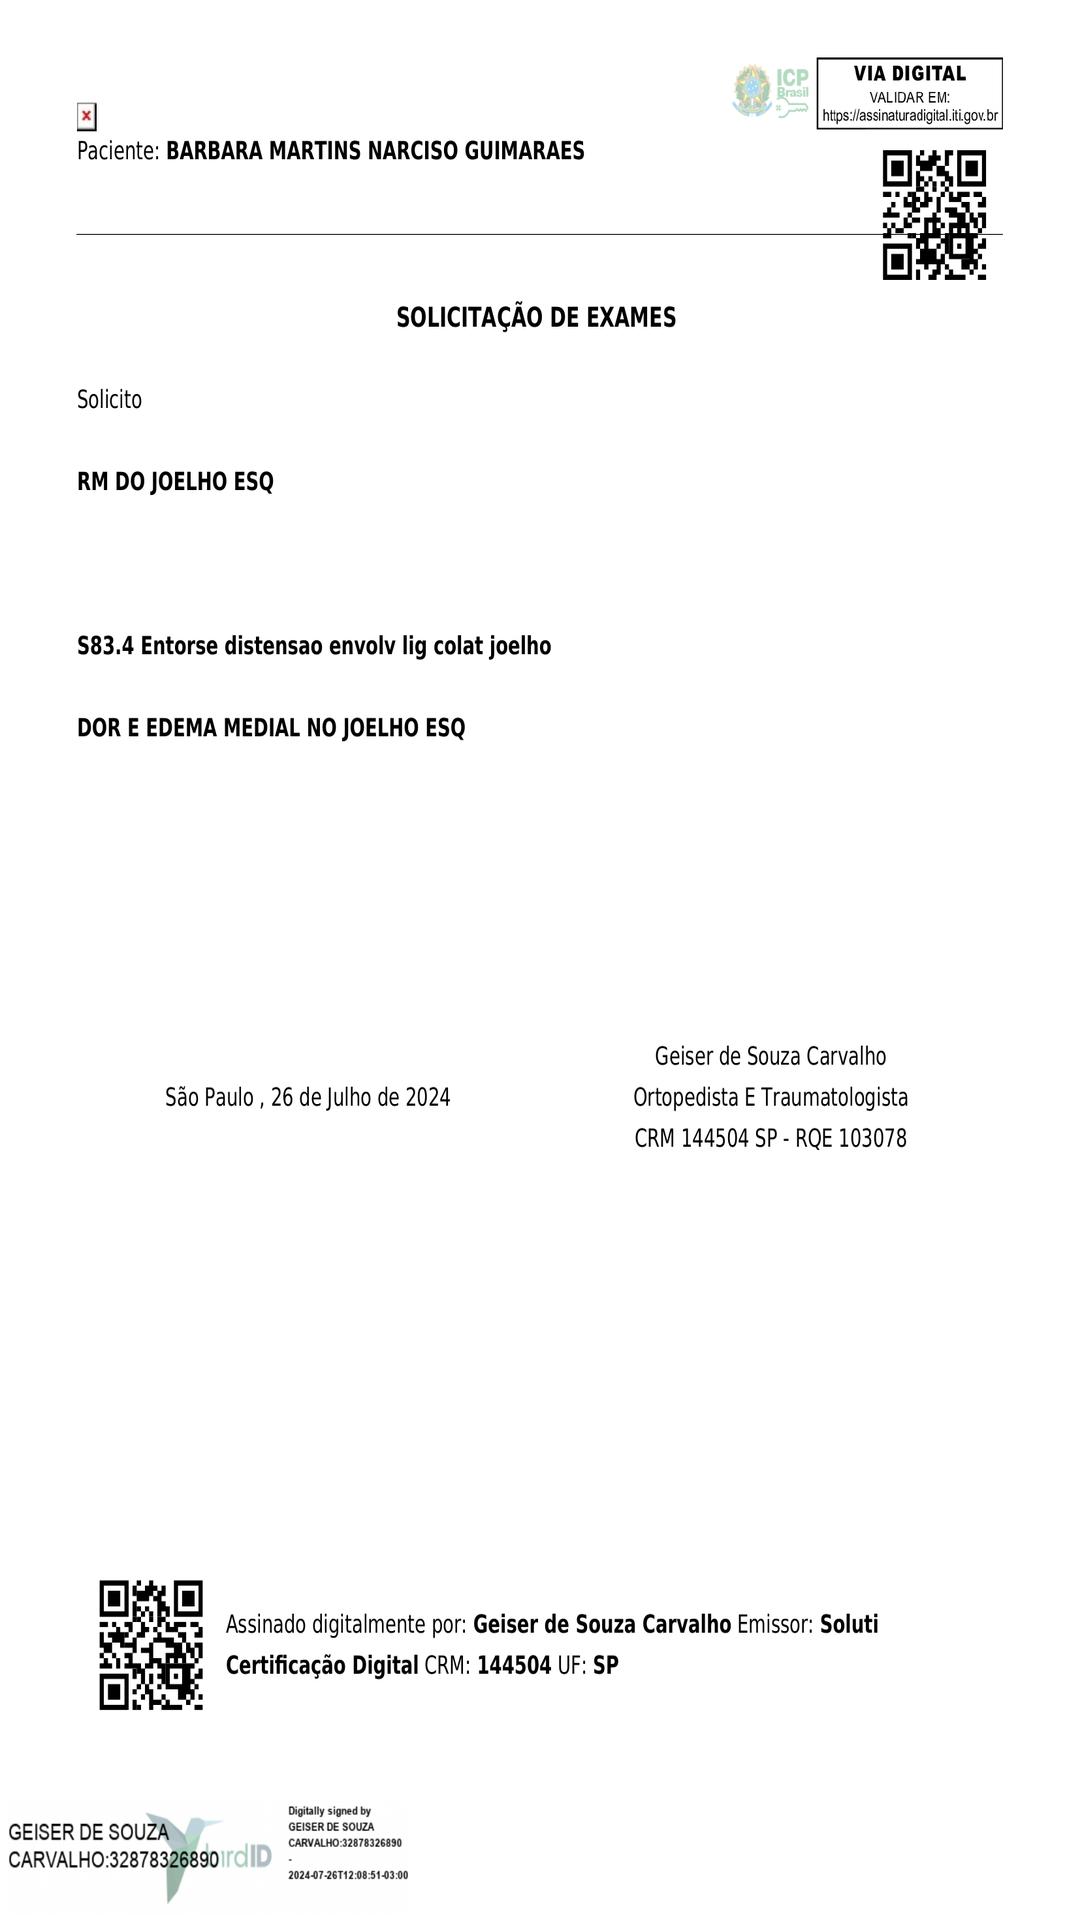 ICP
Brasil
VIA DIGITAL
VALIDAR EM:
https://assinaturadigital.iti.gov.br
Paciente: BARBARA MARTINS NARCISO GUIMARAES
SOLICITAÇÃO DE EXAMES
Solicito
RM DO JOELHO ESQ
S83.4 Entorse distensao envolv lig colat joelho
DOR E EDEMA MEDIAL NO JOELHO ESQ
Geiser de Souza Carvalho
São Paulo , 26 de Julho de 2024
Ortopedista E Traumatologista
CRM 144504 SP - RQE 103078
Assinado digitalmente por: Geiser de Souza Carvalho Emissor: Soluti
Certificação Digital CRM: 144504 UF: SP
GEISER DE SOUZA
CARVALHO:32878326890
Digitally signed by
GEISER DE SOUZA
CARVALHO:32878326890
-
2024-07-26T12:08:51-03:00